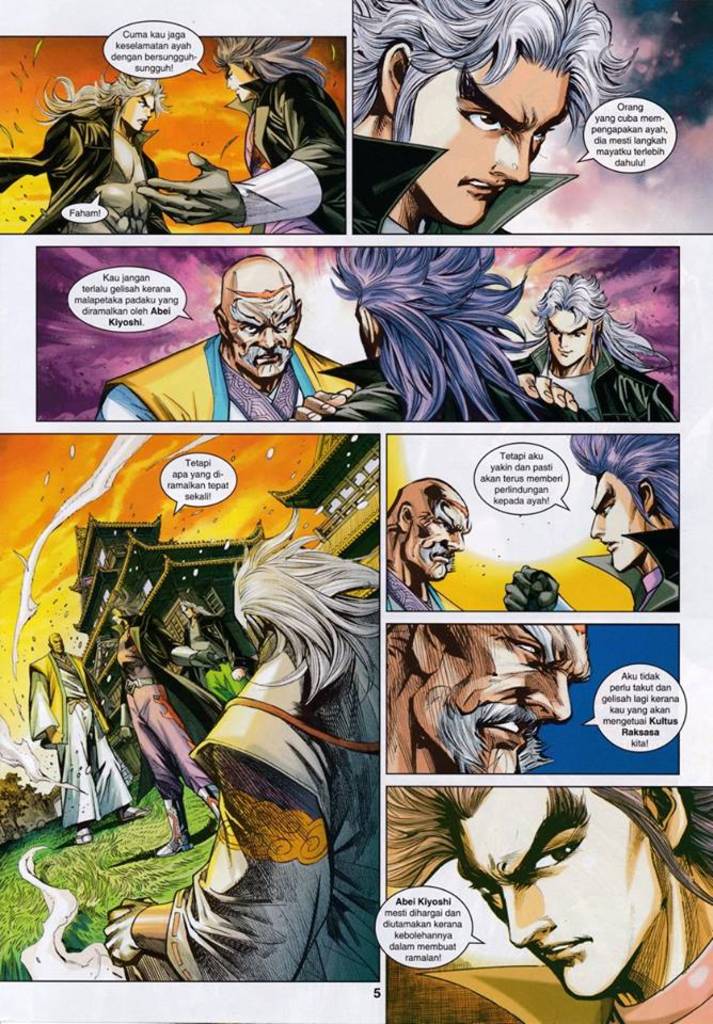 Cuma kau jaga
keselamatan ayah
dengan bersungguh-
sungguh!
Faham!
Orang
yang cuba mem-
pengapakan ayah,
dia mesti langkah
mayatku terlebih
dahulu!
Kau jangan
terlalu gelisah kerana
malapetaka padaku yang
diramalkan oleh Abei
Kiyoshi.
Tetapi
apa yang di-
ramalkan tepat
sekali!
Tetapi aku
yakin dan pasti
akan terus memberi
perlindungan
kepada ayah!
Aku tidak
perlu takut dan
gelisah lagi kerana
kau yang akan
mengetuai Kultus
Raksasa
kita!
Abei Kiyoshi
mesti dihargai dan
diutamakan kerana
kebolehannya
dalam membuat
ramalan!
5